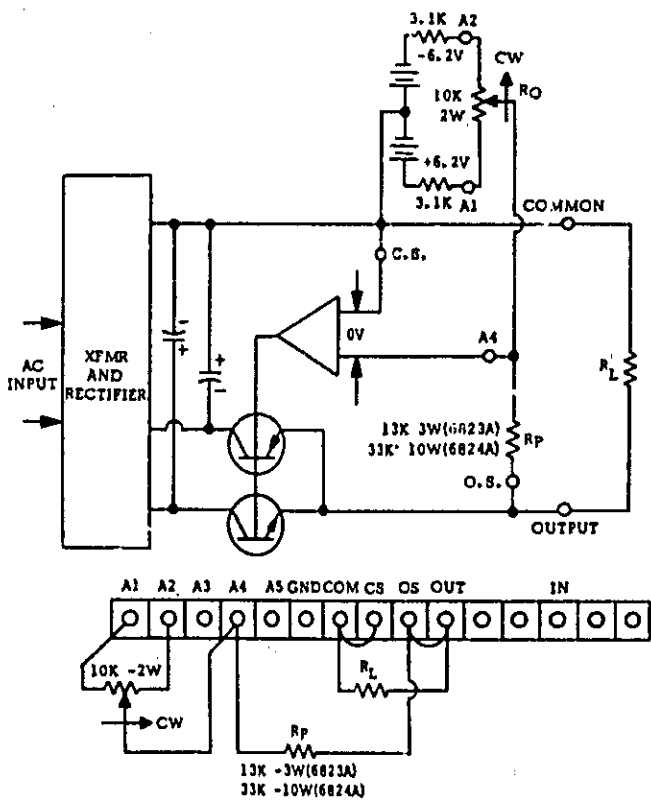 3.1K A2
-6.2V
CW
10K
2W
RO
+6.2V
3.1K A1
COMMON
C.S.
0V
A4
AC
INPUT
XFMR
AND
RECTIFIER
- +
+ -
RL
13K 3W(6823A)
33K 10W(6824A)
RP
O.S.
OUTPUT
A1 A2 A3 A4 A5 GND COM CS OS OUT IN
10K -2W
RL
CW
RP
13K -3W(6823A)
33K -10W(6824A)